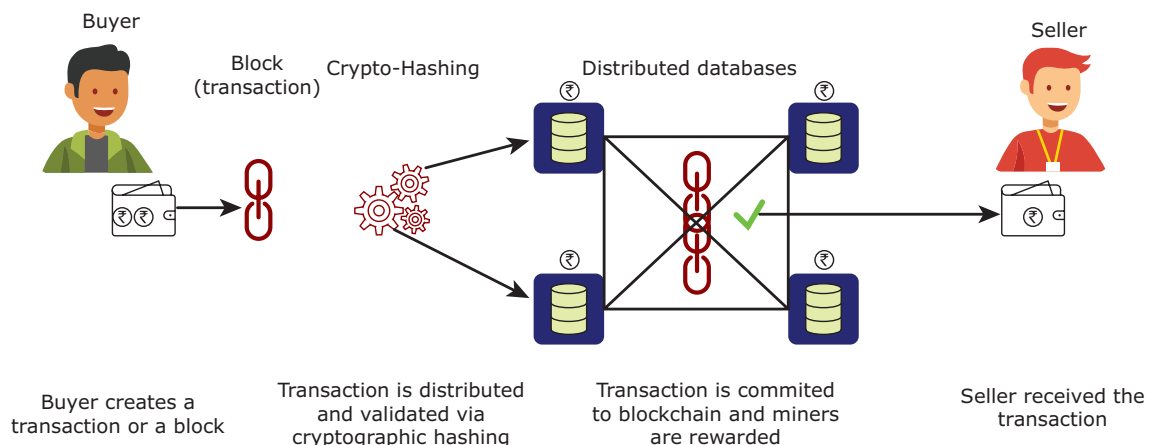 Buyer
Seller
Block
(transaction)
Crypto-Hashing
Distributed databases
₹
₹
₹ ₹
₹
₹
₹
Buyer creates a
transaction or a block
Transaction is distributed
and validated via
cryptographic hashing
Transaction is commited
to blockchain and miners
are rewarded
Seller received the
transaction